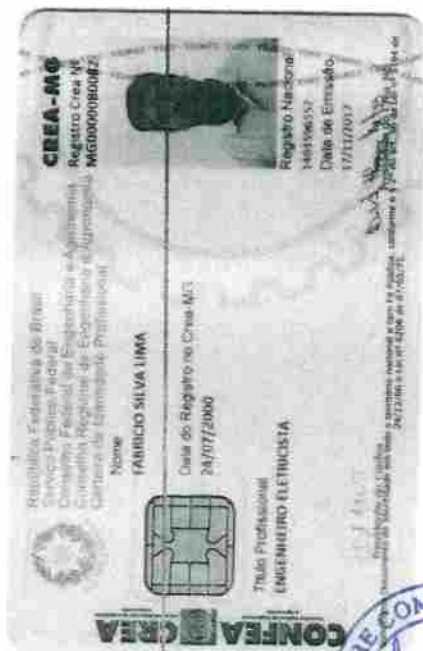 CREA-MG
República Federativa do Brasil
Serviço Público Federal
Conselho Federal de Engenharia e Agronomia
Conselho Regional de Engenharia e Agronomia
Carteira de Identidade Profissional
Registro Crea Nº
MG0000080082
Nome
FABRICIO SILVA LIMA
Data do Registro no Crea-MG
24/07/2000
Título Profissional
ENGENHEIRO ELETRICISTA
Registro Nacional
Data de Emissão
17/11/2017
CONFEA CREA